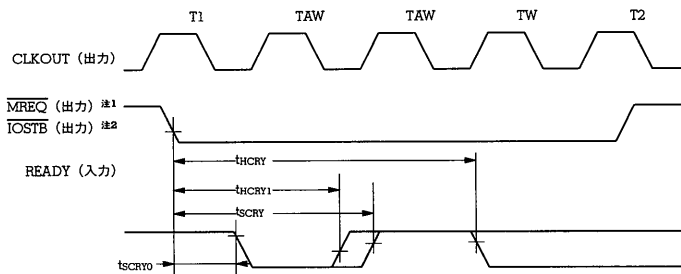 T1 TAW TAW TW T2
CLKOUT (出力)
MREQ (出力) 注1
IOSTB (出力) 注2
tHCRY
READY (入力)
tHCRY1
tSCRY
tSCRY0